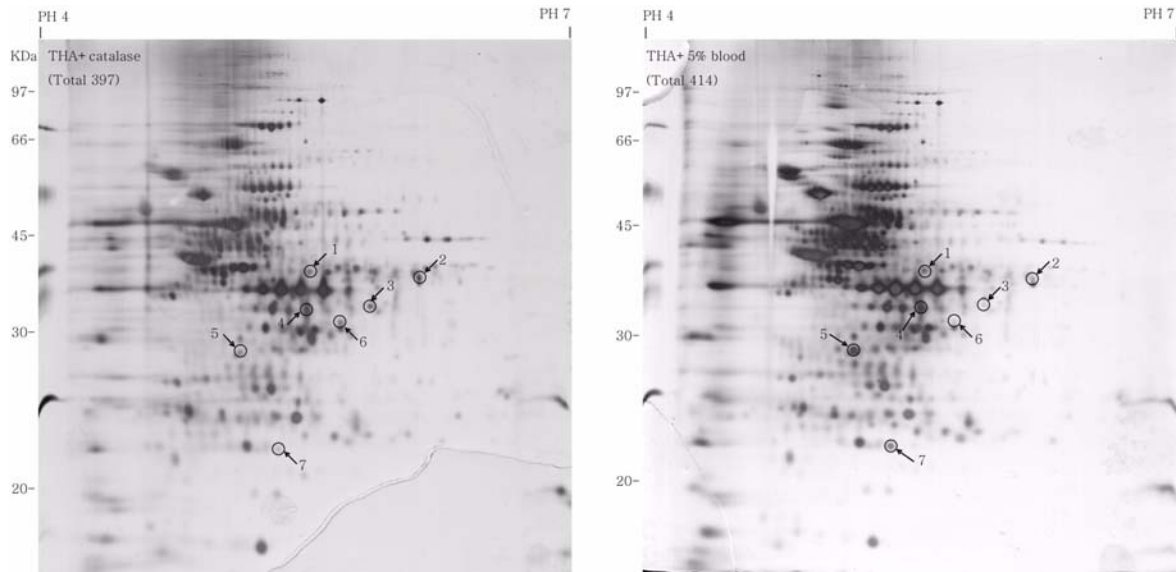 PH 4
PH 7
KDa
THA+ catalase
(Total 397)
97-
66-
45-
30-
20-
1
2
3
4
5
6
7
PH 4
PH 7
THA+ 5% blood
(Total 414)
97-
66-
45-
30-
20-
1
2
3
4
5
6
7